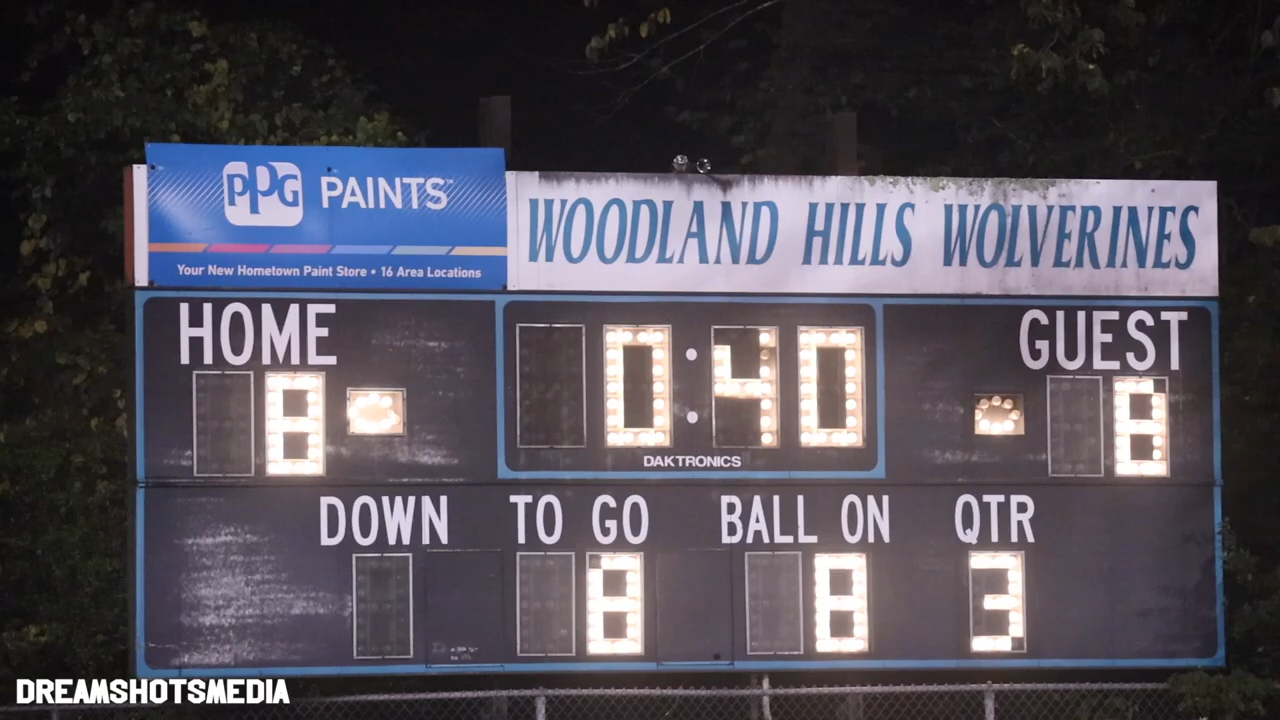 PPG PAINTS™
Your New Hometown Paint Store • 16 Area Locations
WOODLAND HILLS WOLVERINES
HOME
8
0:40
GUEST
8
DAKTRONICS
DOWN TO GO BALL ON QTR
8 8 3
DREAMSHOTSMEDIA